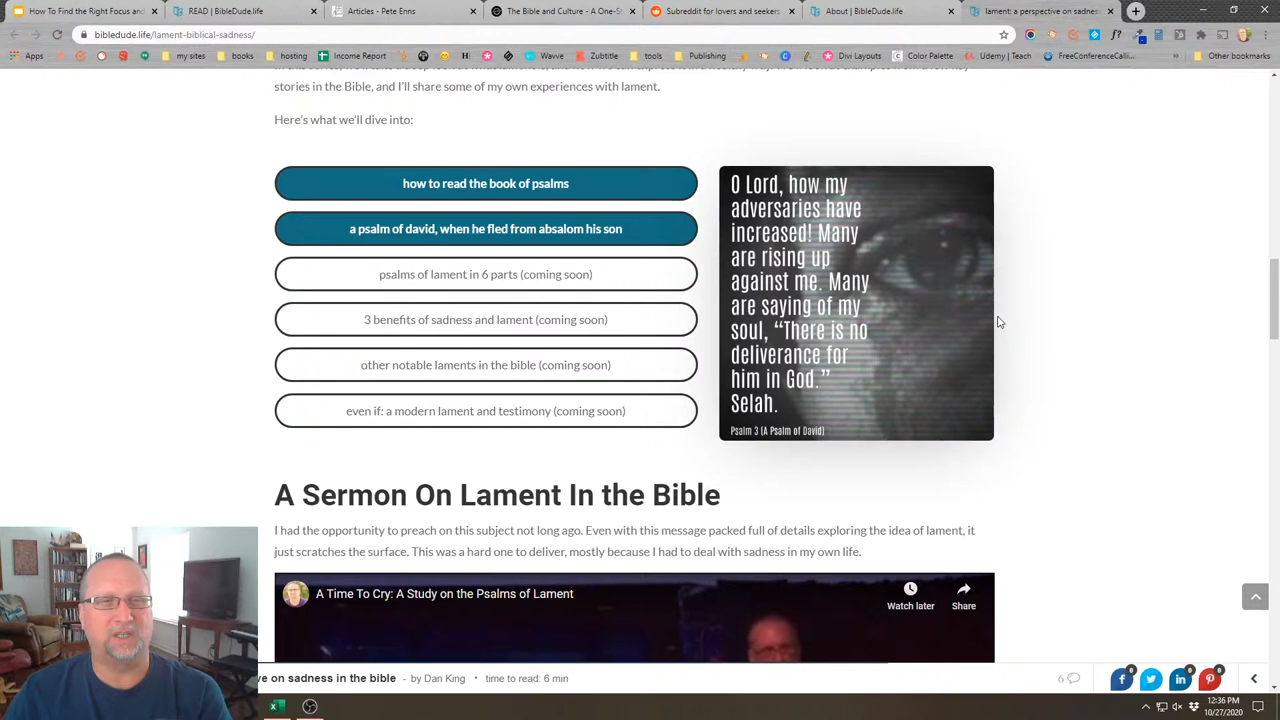 How To Find Your Right Focus and
READ | BibleDude.life
Articles - Pete Enns
The Bible and Culture - A One-St
Subreddit for lovers and seekers
About | BibleDude.life
lament: a perspective on sadness
bibledude.life/lament-biblical-sadness/
Apps
my sites
books
hosting
Income Report
Wavve
Zubtitle
tools
Publishing
Divi Layouts
Color Palette
Udemy | Teach
FreeConferenceCalli...
Other bookmarks
stories in the Bible, and I'll share some of my own experiences with lament.
Here's what we'll dive into:
how to read the book of psalms
a psalm of david, when he fled from absalom his son
psalms of lament in 6 parts (coming soon)
3 benefits of sadness and lament (coming soon)
other notable laments in the bible (coming soon)
even if: a modern lament and testimony (coming soon)
O Lord, how my
adversaries have
increased! Many
are rising up
against me. Many
are saying of my
soul, “There is no
deliverance for
him in God.”
Selah.
Psalm 3 (A Psalm of David)
A Sermon On Lament In the Bible
I had the opportunity to preach on this subject not long ago. Even with this message packed full of details exploring the idea of lament, it
just scratches the surface. This was a hard one to deliver, mostly because I had to deal with sadness in my own life.
A Time To Cry: A Study on the Psalms of Lament
Watch later
Share
ve on sadness in the bible - by Dan King • time to read: 6 min
6
0
0
0
0
12:36 PM
10/27/2020